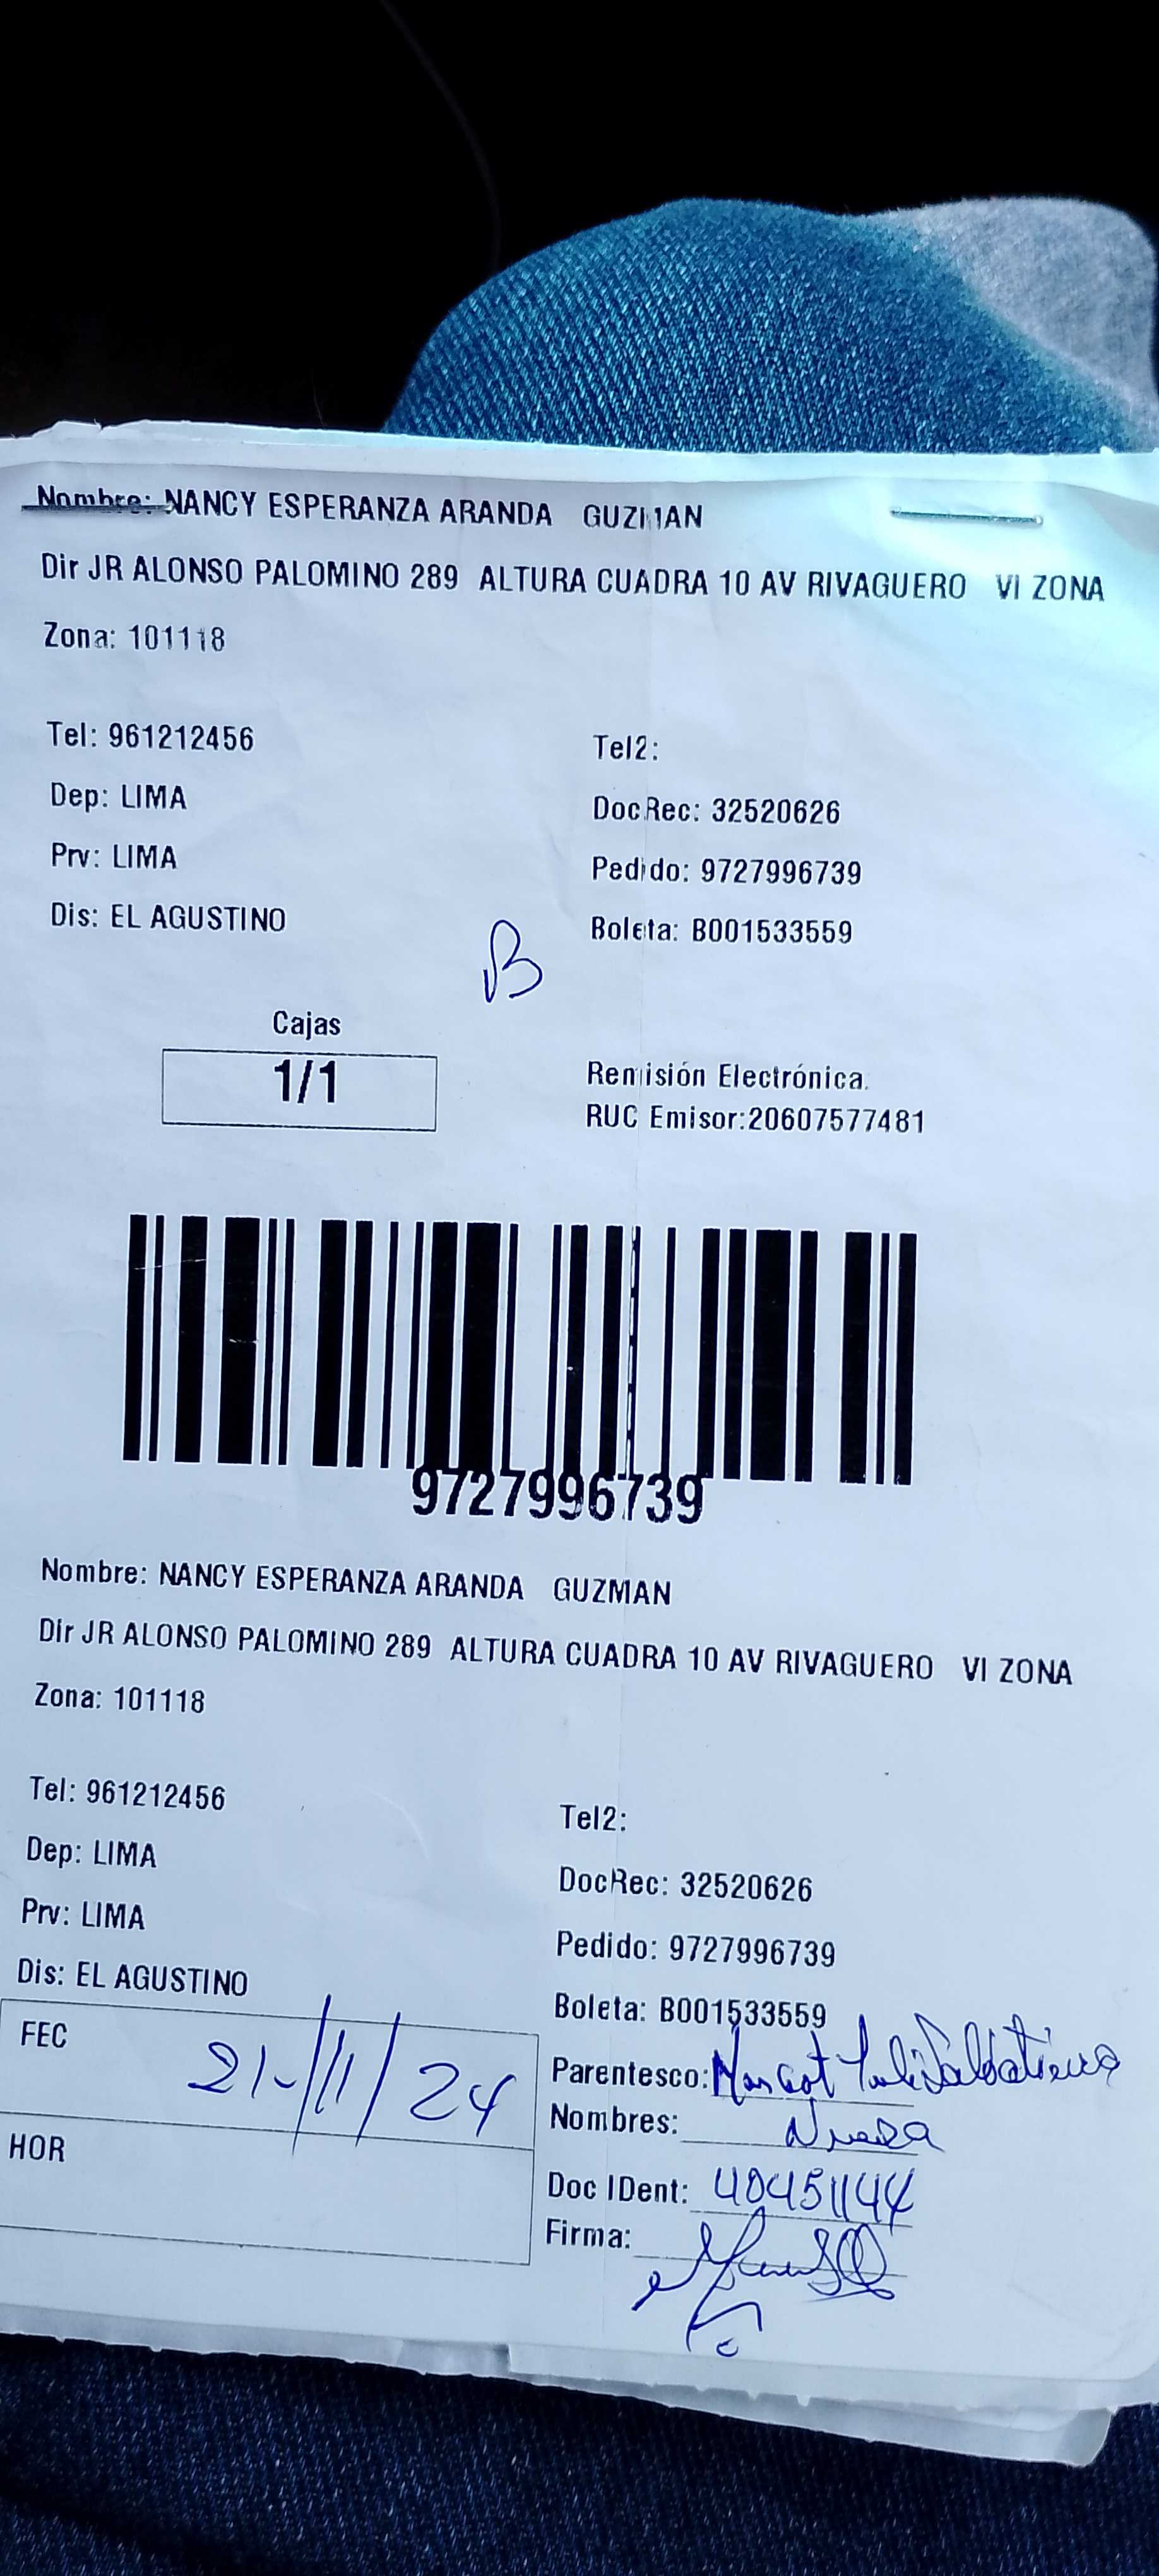 Nombre: NANCY ESPERANZA ARANDA GUZMAN
Dir JR ALONSO PALOMINO 289 ALTURA CUADRA 10 AV RIVAGUERO VI ZONA
Zona: 101118
Tel: 961212456
Tel2:
Dep: LIMA
DocRec: 32520626
Prv: LIMA
Pedido: 9727996739
Dis: EL AGUSTINO
Boleta: B001533559
B
Cajas
1/1
Remisión Electrónica.
RUC Emisor:20607577481
9727996739
Nombre: NANCY ESPERANZA ARANDA GUZMAN
Dir JR ALONSO PALOMINO 289 ALTURA CUADRA 10 AV RIVAGUERO VI ZONA
Zona: 101118
Tel: 961212456
Tel2:
Dep: LIMA
DocRec: 32520626
Prv: LIMA
Pedido: 9727996739
Dis: EL AGUSTINO
Boleta: B001533559
FEC 21-/11/24
Parentesco: Margot
Nombres: Nuera
HOR
Doc IDent: 40451144
Firma: